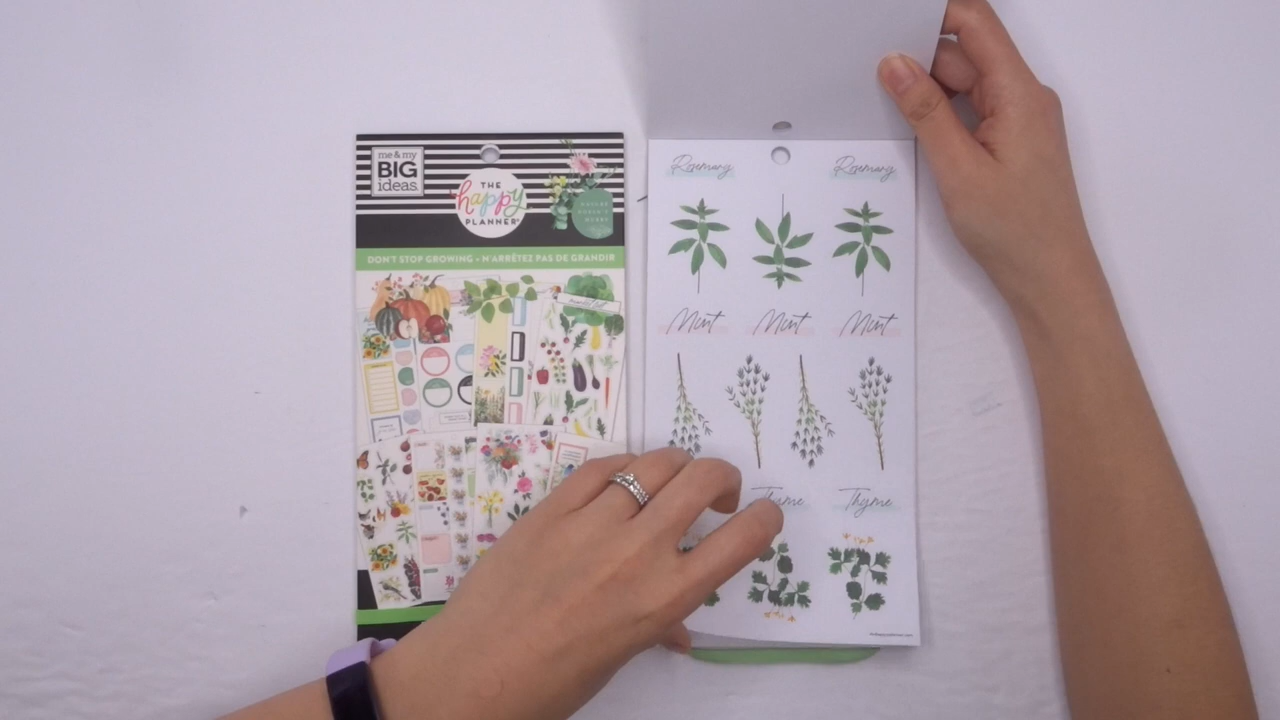 me & my
BIG
ideas.
THE
happy
PLANNER®
DON'T STOP GROWING • M'ARRÊTEZ PAS DE GRANDIR
Rosemary Rosemary
Mint Mint Mint
Thyme Thyme